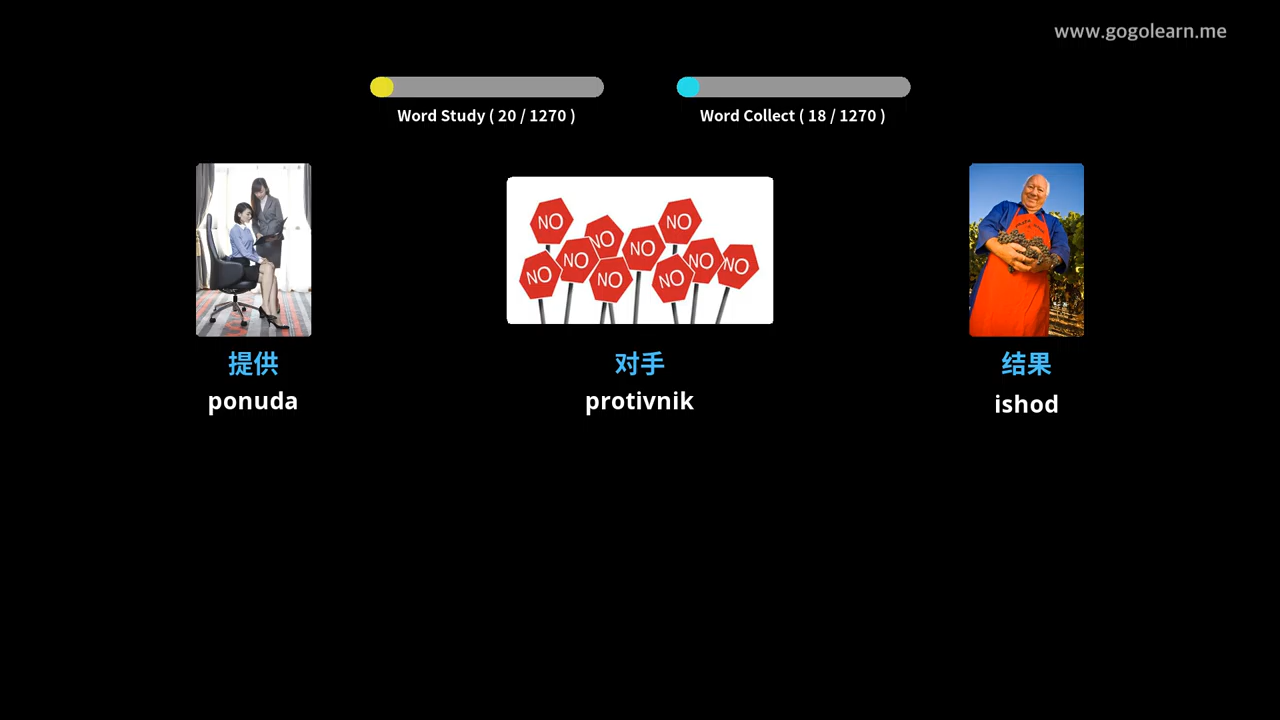 www.gogolearn.me
Word Study ( 20 / 1270 )
Word Collect ( 18 / 1270 )
NO
NO
NO
NO
NO
NO
NO
NO
NO
NO
提供
对手
结果
ponuda
protivnik
ishod